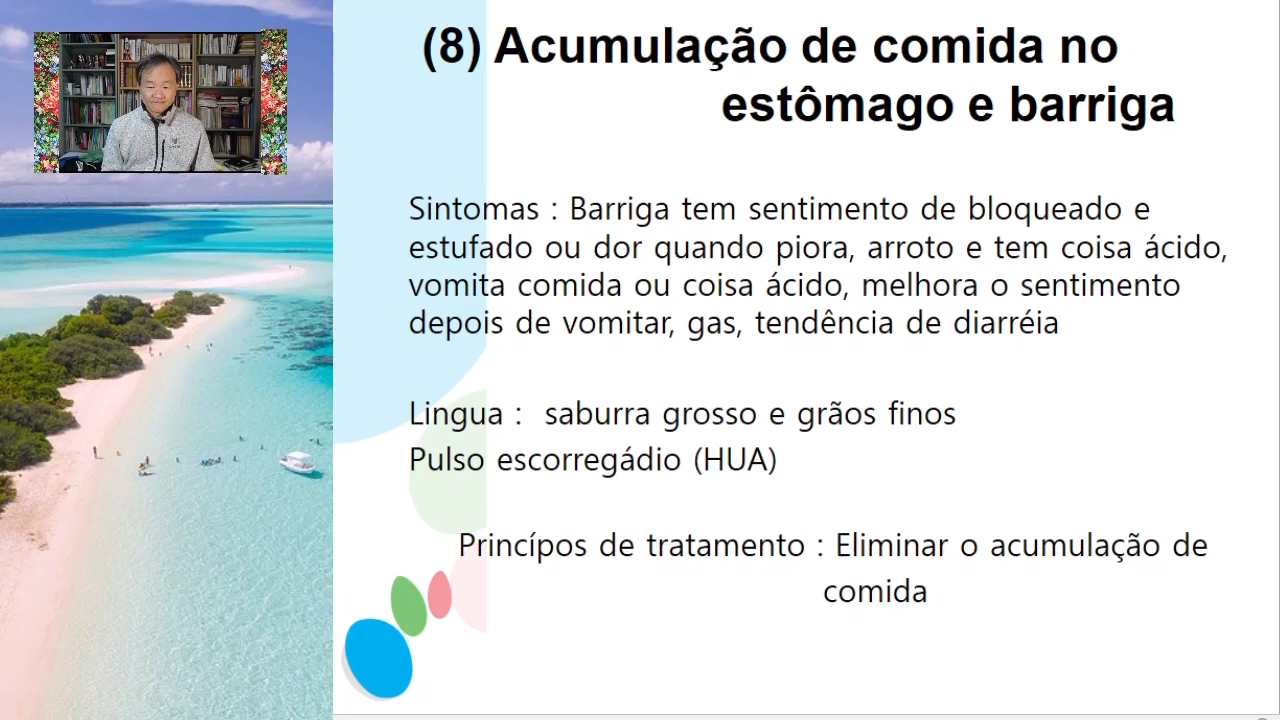 (8) Acumulação de comida no
estômago e barriga
Sintomas : Barriga tem sentimento de bloqueado e
estufado ou dor quando piora, arroto e tem coisa ácido,
vomita comida ou coisa ácido, melhora o sentimento
depois de vomitar, gas, tendência de diarréia
Lingua : saburra grosso e grãos finos
Pulso escorregádio (HUA)
Princípos de tratamento : Eliminar o acumulação de
comida